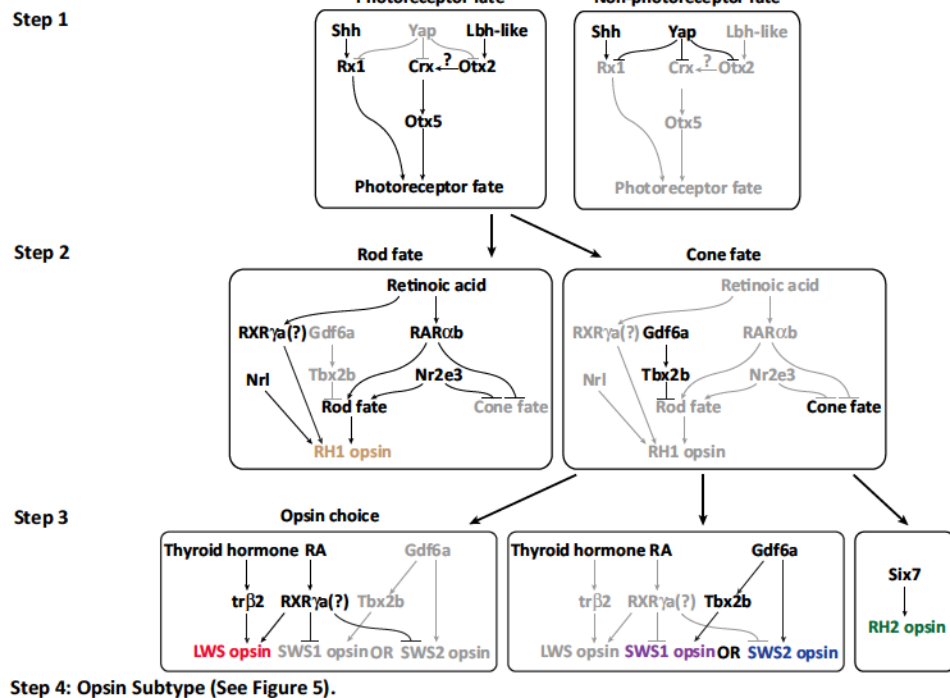 Photoreceptor fate Non-photoreceptor fate
Step 1
Shh Yap Lbh-like Shh Yap Lbh-like
Rx1 Crx ? Otx2 Rx1 Crx ? Otx2
Otx5 Otx5
Photoreceptor fate Photoreceptor fate
Step 2
Rod fate Cone fate
Retinoic acid Retinoic acid
RXRγa(?) Gdf6a RARαb RXRγa(?) Gdf6a RARαb
Nrl Tbx2b Nr2e3 Nrl Tbx2b Nr2e3
Rod fate Cone fate Rod fate Cone fate
RH1 opsin RH1 opsin
Step 3
Opsin choice
Thyroid hormone RA Gdf6a Thyroid hormone RA Gdf6a
Six7
trβ2 RXRγa(?) Tbx2b trβ2 RXRγa(?) Tbx2b
RH2 opsin
LWS opsin SWS1 opsin OR SWS2 opsin LWS opsin SWS1 opsin OR SWS2 opsin
Step 4: Opsin Subtype (See Figure 5).